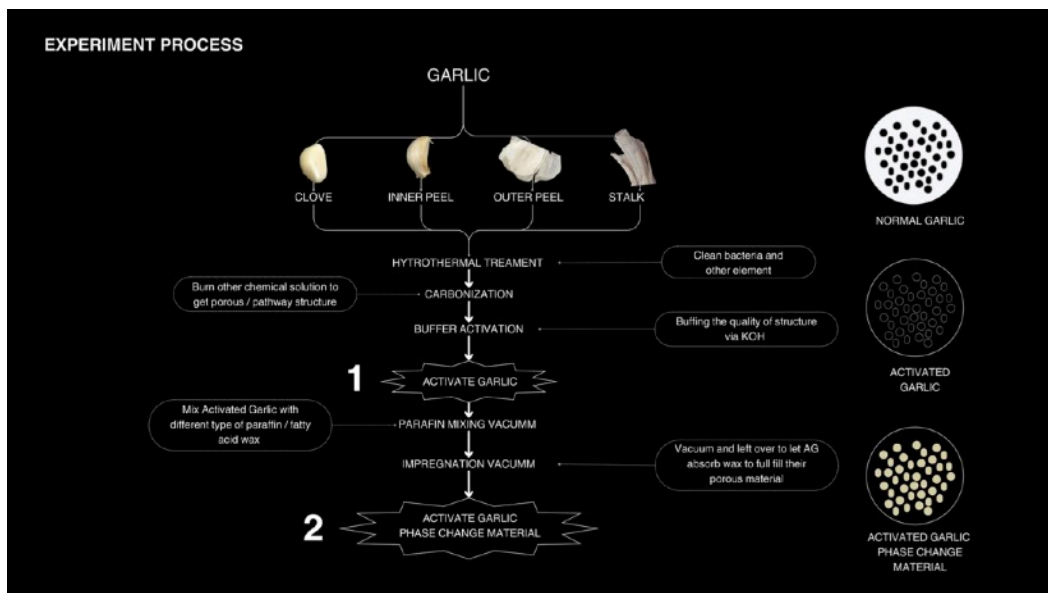 EXPERIMENT PROCESS
GARLIC
CLOVE
INNER PEEL
OUTER PEEL
STALK
HYTROTHERMAL TREAMENT
Clean bacteria and
other element
Burn other chemical solution to
get porous / pathway structure
CARBONIZATION
BUFFER ACTIVATION
Buffing the quality of structure
via KOH
1
ACTIVATE GARLIC
Mix Activated Garlic with
different type of paraffin / fatty
acid wax
PARAFIN MIXING VACUMM
IMPREGNATION VACUMM
Vacuum and left over to let AG
absorb wax to full fill their
porous material
2
ACTIVATE GARLIC
PHASE CHANGE MATERIAL
NORMAL GARLIC
ACTIVATED
GARLIC
ACTIVATED GARLIC
PHASE CHANGE
MATERIAL